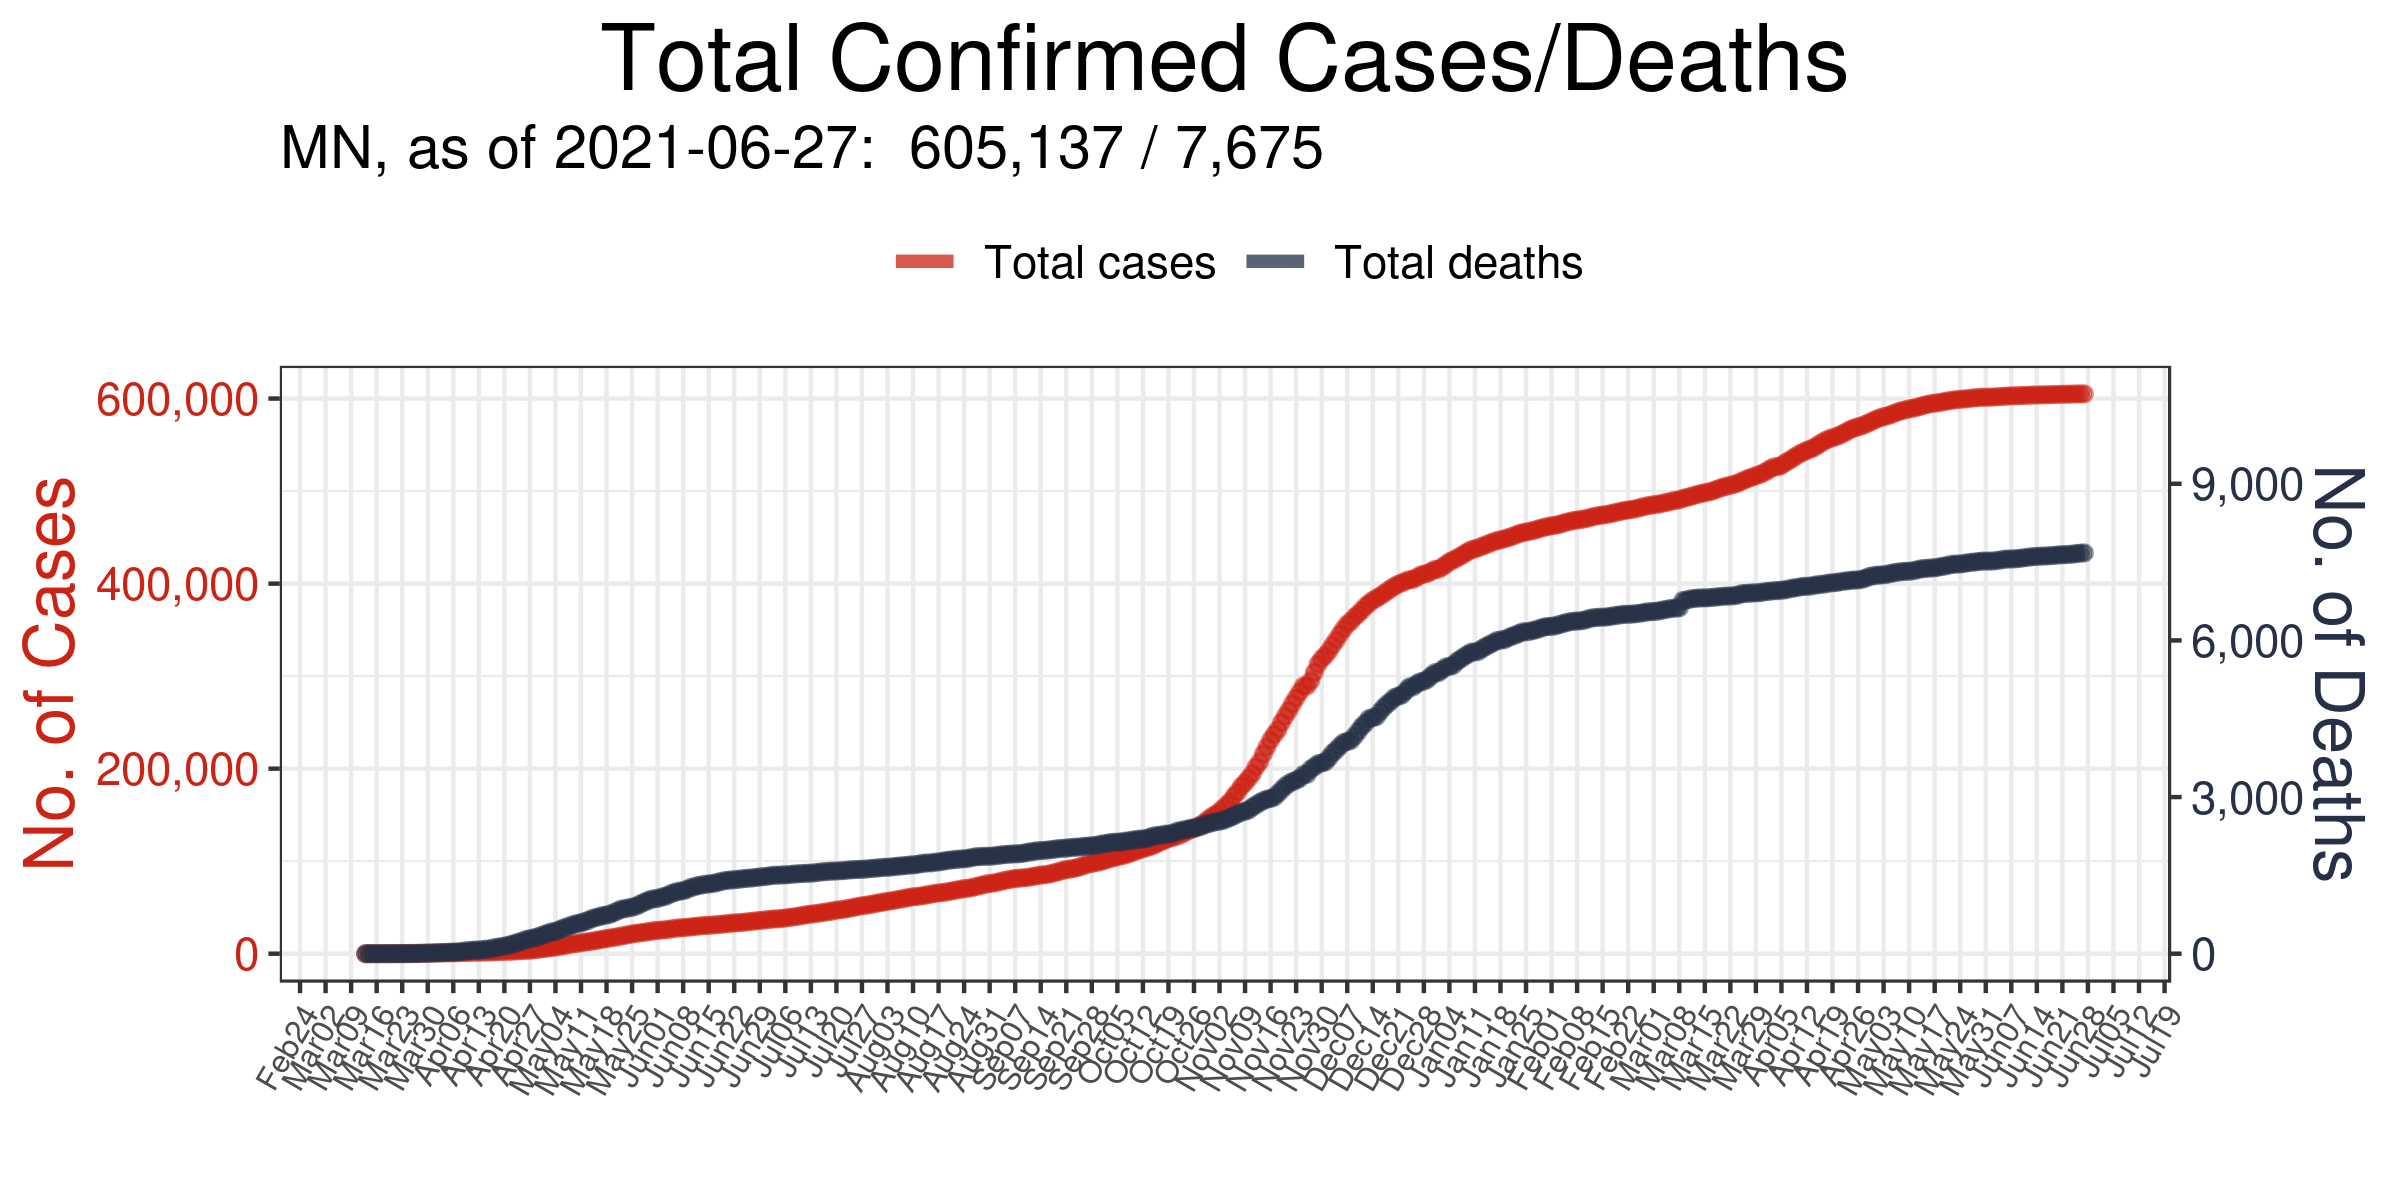 Total Confirmed Cases/Deaths
MN, as of 2021-06-27: 605,137 / 7,675
Total cases
Total deaths
No. of Cases
600,000
400,000
200,000
0
9,000
6,000
3,000
0
No. of Deaths
Feb24
Mar02
Mar09
Mar16
Mar23
Mar30
Apr06
Apr13
Apr20
Apr27
May04
May11
May18
May25
Jun01
Jun08
Jun15
Jun22
Jun29
Jul06
Jul13
Jul20
Jul27
Aug03
Aug10
Aug17
Aug24
Aug31
Sep07
Sep14
Sep21
Sep28
Oct05
Oct12
Oct19
Oct26
Nov02
Nov09
Nov16
Nov23
Nov30
Dec07
Dec14
Dec21
Dec28
Jan04
Jan11
Jan18
Jan25
Feb01
Feb08
Feb15
Feb22
Mar01
Mar08
Mar15
Mar22
Mar29
Apr05
Apr12
Apr19
Apr26
May03
May10
May17
May24
May31
Jun07
Jun14
Jun21
Jun28
Jul05
Jul12
Jul19